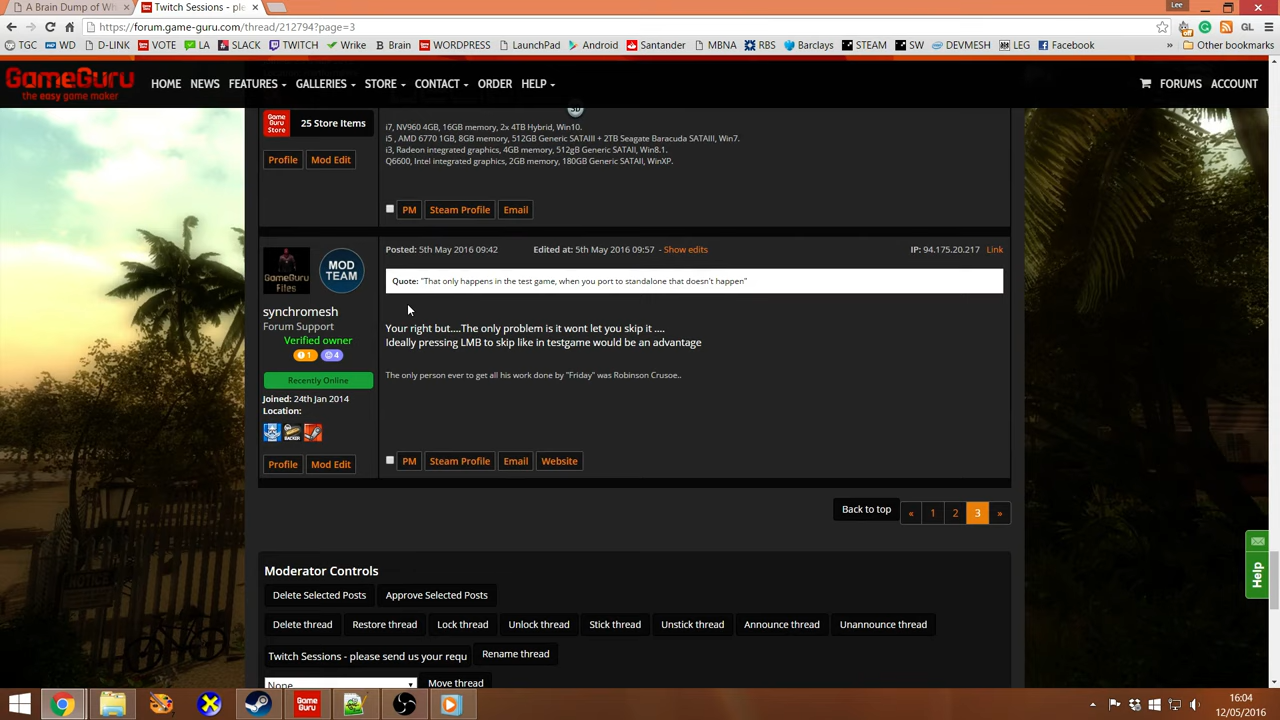 A Brain Dump of Wh
Twitch Sessions - ple
Lee
https://forum.game-guru.com/thread/212794?page=3
TGC WD D-LINK VOTE LA SLACK TWITCH Wrike Brain WORDPRESS LaunchPad Android Santander MBNA RBS Barclays STEAM SW DEVMESH LEG Facebook » Other bookmarks
GameGuru
the easy game maker
HOME NEWS FEATURES GALLERIES STORE CONTACT ORDER HELP FORUMS ACCOUNT
Game Guru Store
25 Store Items
Profile Mod Edit
i7, NV960 4GB, 16GB memory, 2x 4TB Hybrid, Win10.
i5 , AMD 6770 1GB, 8GB memory, 512GB Generic SATAIII + 2TB Seagate Baracuda SATAIII, Win7.
i3, Radeon integrated graphics, 4GB memory, 512gB Generic SATAII, Win8.1.
Q6600, Intel integrated graphics, 2GB memory, 180GB Generic SATAII, WinXP.
PM Steam Profile Email
GameGuru
Files
MOD
TEAM
synchromesh
Forum Support
Verified owner
1 4
Recently Online
Joined: 24th Jan 2014
Location:
BACKER
Profile Mod Edit
Posted: 5th May 2016 09:42 Edited at: 5th May 2016 09:57 - Show edits IP: 94.175.20.217 Link
Quote: "That only happens in the test game, when you port to standalone that doesn't happen"
Your right but....The only problem is it wont let you skip it ....
Ideally pressing LMB to skip like in testgame would be an advantage
The only person ever to get all his work done by "Friday" was Robinson Crusoe..
PM Steam Profile Email Website
Back to top « 1 2 3 »
Help
Moderator Controls
Delete Selected Posts Approve Selected Posts
Delete thread Restore thread Lock thread Unlock thread Stick thread Unstick thread Announce thread Unannounce thread
Twitch Sessions - please send us your requ Rename thread
None Move thread
16:04
12/05/2016